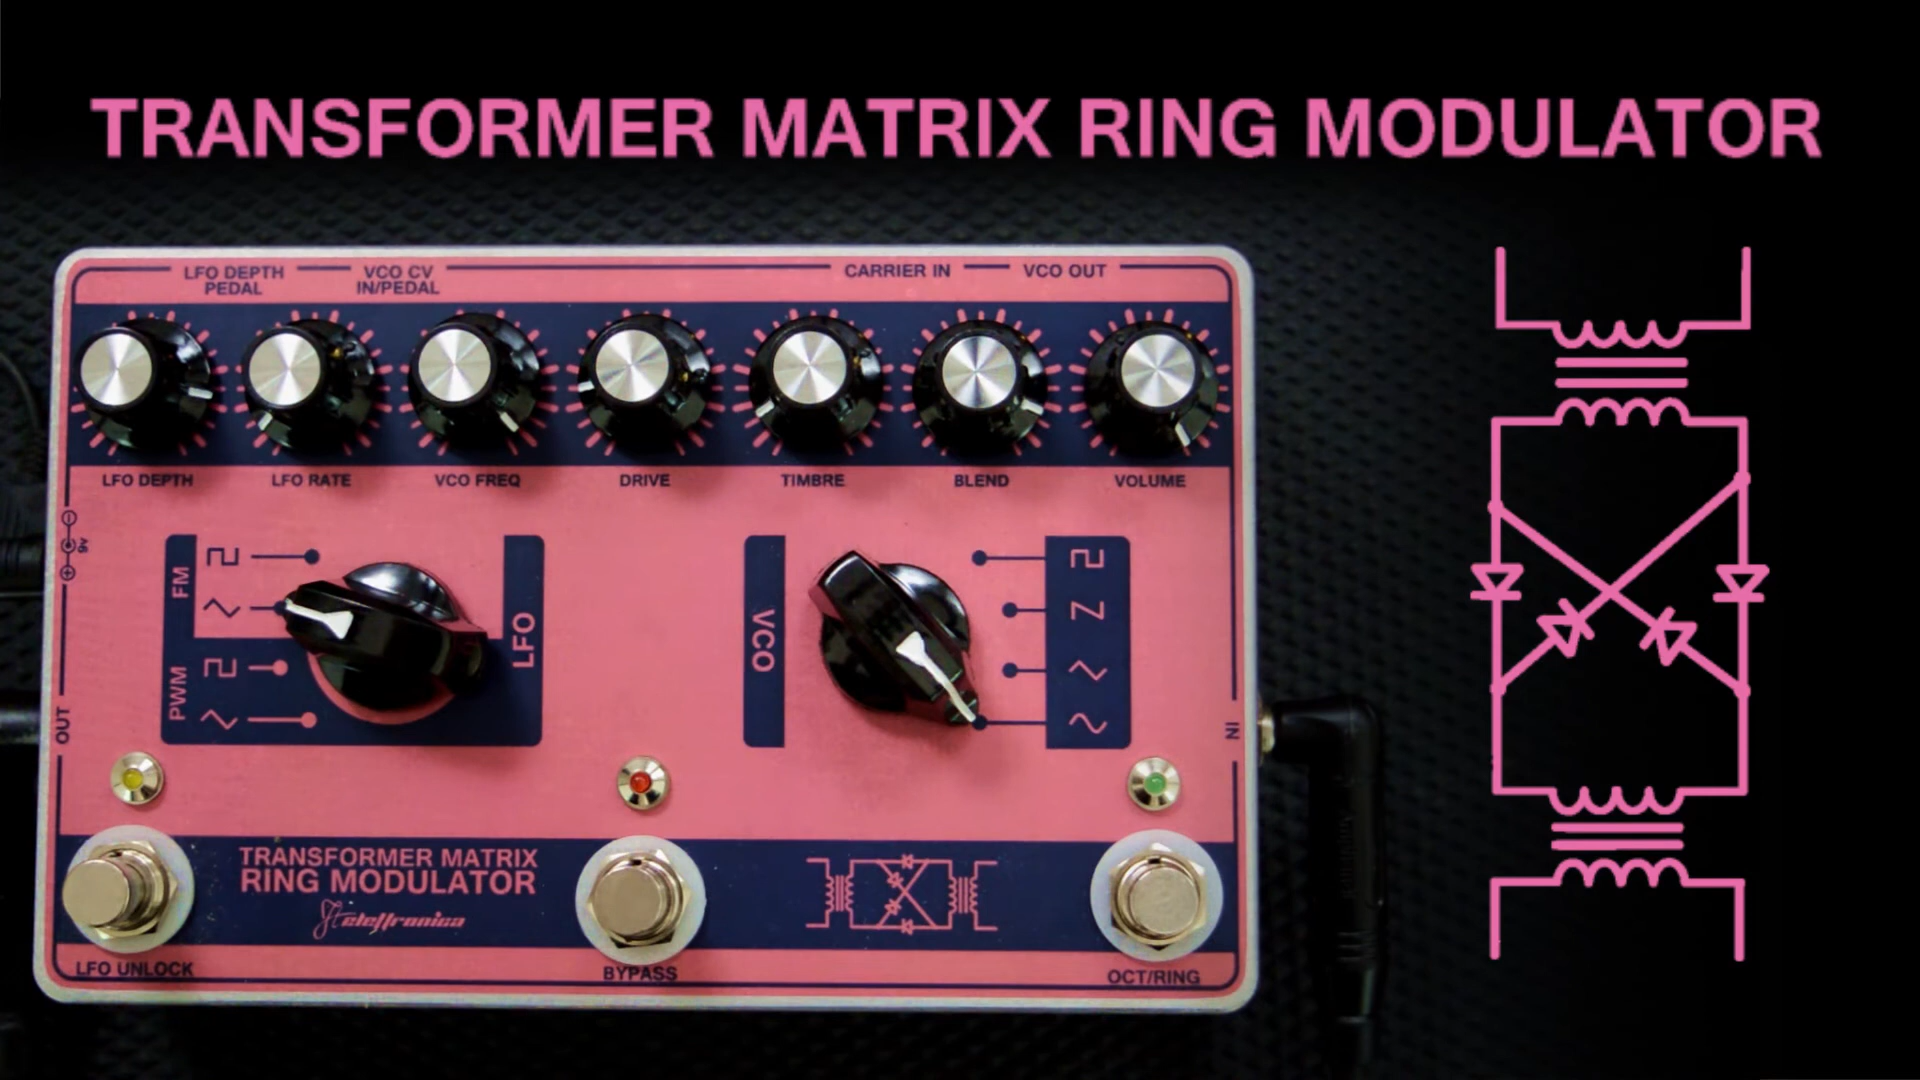 TRANSFORMER MATRIX RING MODULATOR
LFO DEPTH
PEDAL
VCO CV
IN/PEDAL
CARRIER IN
VCO OUT
LFO DEPTH
LFO RATE
VCO FREQ
DRIVE
TIMBRE
BLEND
VOLUME
9V
FM
PWM
LFO
VCO
OUT
IN
TRANSFORMER MATRIX
RING MODULATOR
elettronica
LFO UNLOCK
BYPASS
OCT/RING